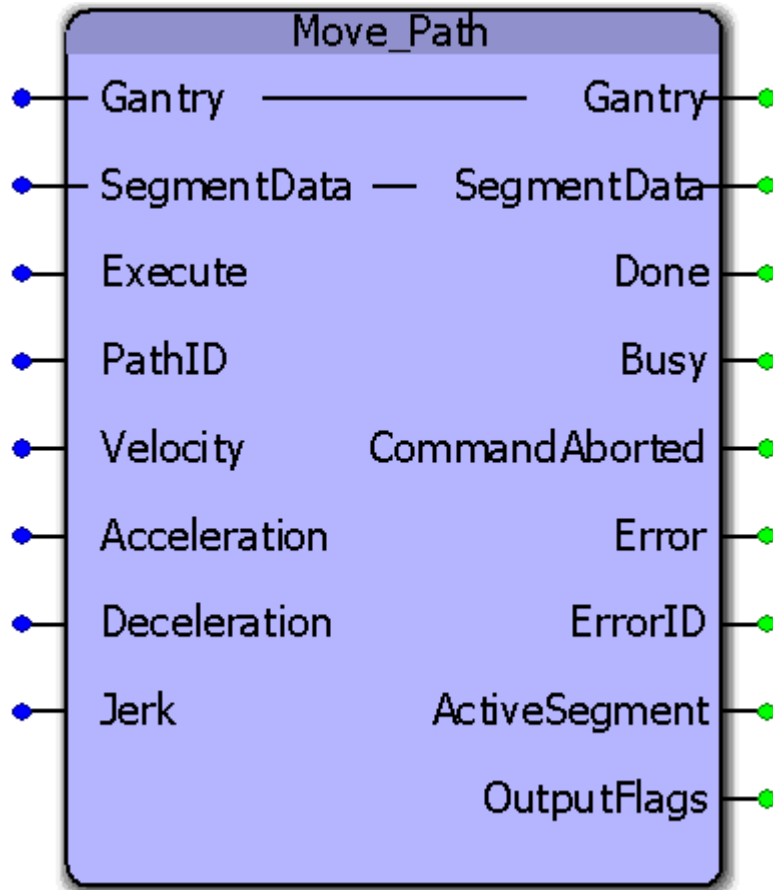 Move_Path
Gantry Gantry
SegmentData SegmentData
Execute Done
PathID Busy
Velocity CommandAborted
Acceleration Error
Deceleration ErrorID
Jerk ActiveSegment
OutputFlags